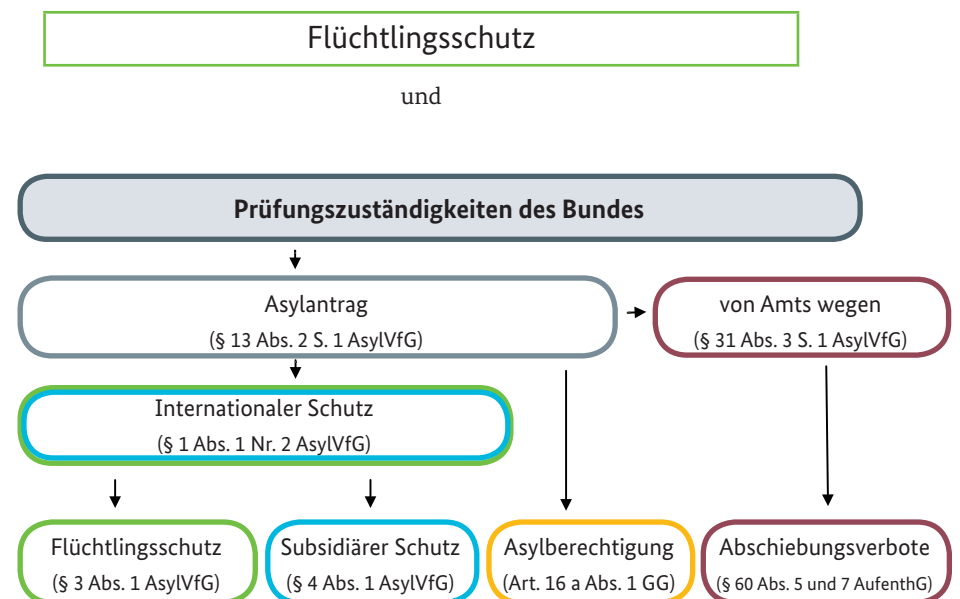 Flüchtlingsschutz
und
Prüfungszuständigkeiten des Bundes
Asylantrag
(§ 13 Abs. 2 S. 1 AsylVfG)
von Amts wegen
(§ 31 Abs. 3 S. 1 AsylVfG)
Internationaler Schutz
(§ 1 Abs. 1 Nr. 2 AsylVfG)
Flüchtlingsschutz
(§ 3 Abs. 1 AsylVfG)
Subsidiärer Schutz
(§ 4 Abs. 1 AsylVfG)
Asylberechtigung
(Art. 16 a Abs. 1 GG)
Abschiebungsverbote
(§ 60 Abs. 5 und 7 AufenthG)